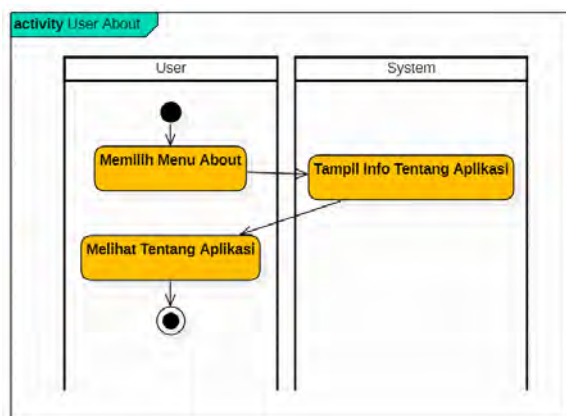 activity User About
User
System
Memilih Menu About
Tampil Info Tentang Aplikasi
Melihat Tentang Aplikasi